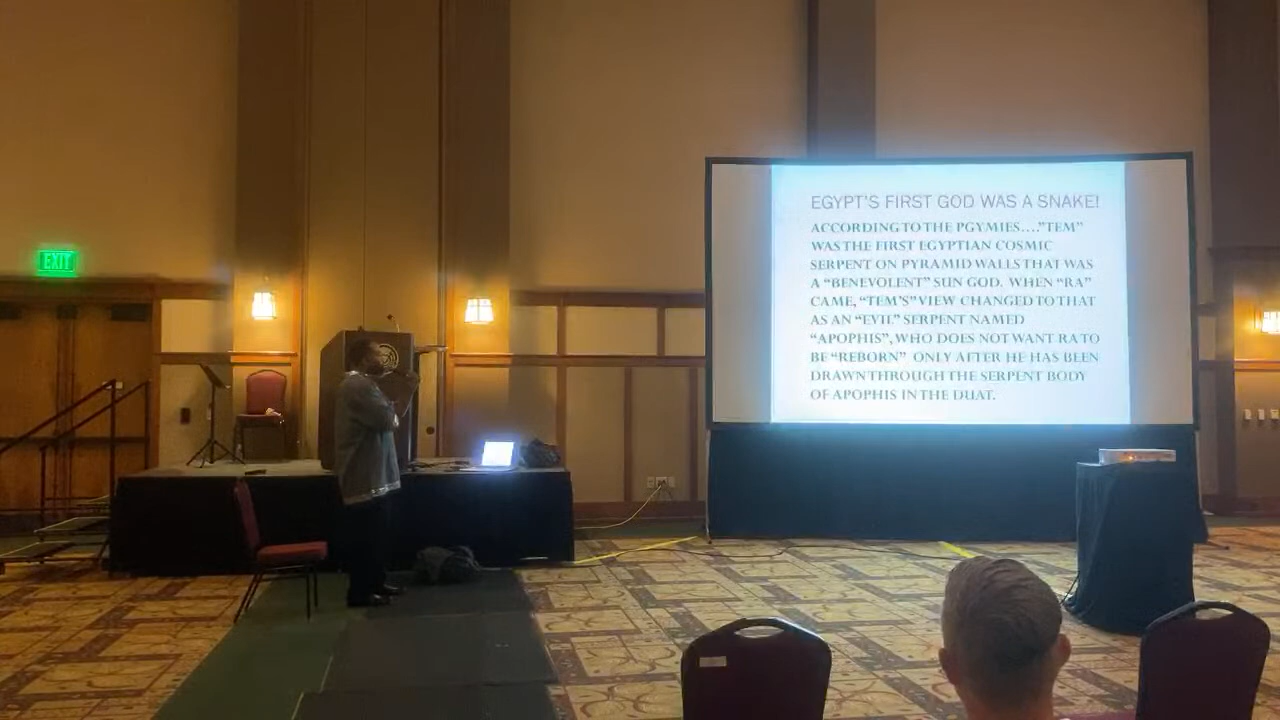 EXIT
EGYPT'S FIRST GOD WAS A SNAKE!
ACCORDING TO THE PGYMIES...."TEM"
WAS THE FIRST EGYPTIAN COSMIC
SERPENT ON PYRAMID WALLS THAT WAS
A "BENEVOLENT" SUN GOD. WHEN "RA"
CAME, "TEM'S" VIEW CHANGED TO THAT
AS AN "EVIL" SERPENT NAMED
"APOPHIS", WHO DOES NOT WANT RA TO
BE "REBORN" ONLY AFTER HE HAS BEEN
DRAWN THROUGH THE SERPENT BODY
OF APOPHIS IN THE DUAT.